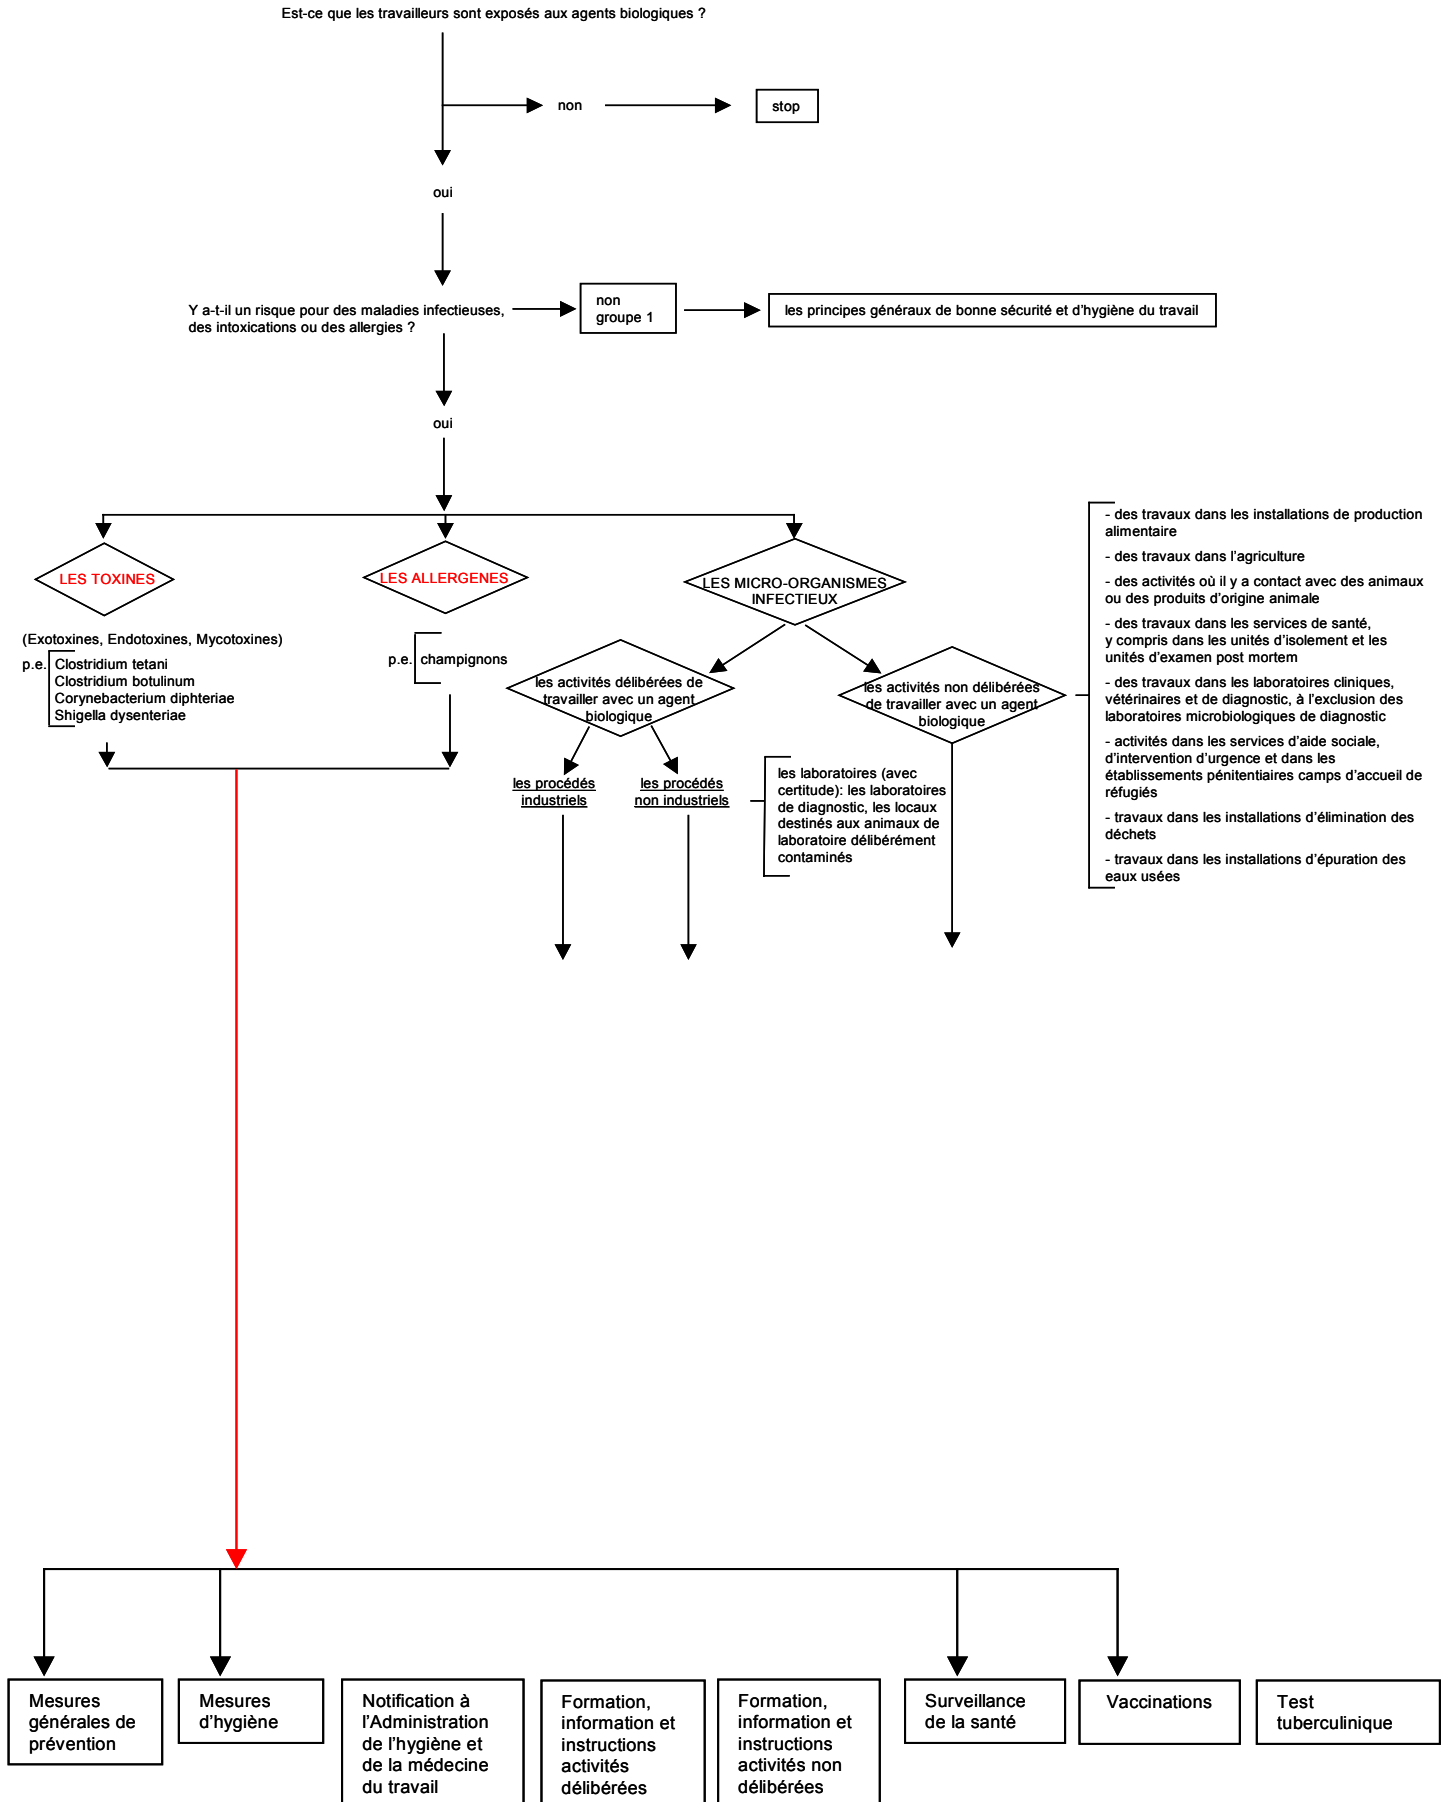 Est-ce que les travailleurs sont exposés aux agents biologiques ?
non
stop
oui
Y a-t-il un risque pour des maladies infectieuses,
des intoxications ou des allergies ?
non
groupe 1
les principes généraux de bonne sécurité et d'hygiène du travail
oui
LES TOXINES
LES ALLERGENES
LES MICRO-ORGANISMES
INFECTIEUX
(Exotoxines, Endotoxines, Mycotoxines)
p.e. Clostridium tetani
Clostridium botulinum
Corynebacterium diphteriae
Shigella dysenteriae
p.e. champignons
les activités délibérées de
travailler avec un agent
biologique
les activités non délibérées
de travailler avec un agent
biologique
- des travaux dans les installations de production
alimentaire
- des travaux dans l'agriculture
- des activités où il y a contact avec des animaux
ou des produits d'origine animale
- des travaux dans les services de santé,
y compris dans les unités d'isolement et les
unités d'examen post mortem
- des travaux dans les laboratoires cliniques,
vétérinaires et de diagnostic, à l'exclusion des
laboratoires microbiologiques de diagnostic
- activités dans les services d'aide sociale,
d'intervention d'urgence et dans les
établissements pénitentiaires camps d'accueil de
réfugiés
- travaux dans les installations d'élimination des
déchets
- travaux dans les installations d'épuration des
eaux usées
les procédés
industriels
les procédés
non industriels
les laboratoires (avec
certitude): les laboratoires
de diagnostic, les locaux
destinés aux animaux de
laboratoire délibérément
contaminés
Mesures
générales de
prévention
Mesures
d'hygiène
Notification à
l'Administration
de l'hygiène et
de la médecine
du travail
Formation,
information et
instructions
activités
délibérées
Formation,
information et
instructions
activités non
délibérées
Surveillance
de la santé
Vaccinations
Test
tuberculinique